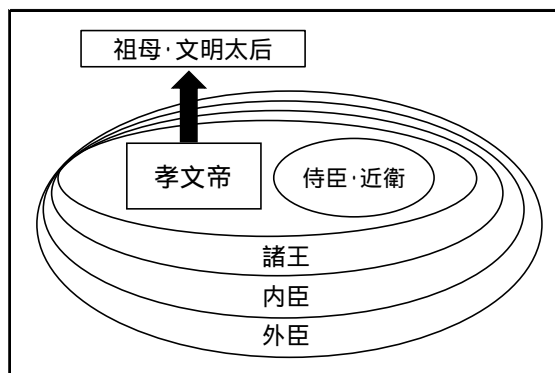 祖母・文明太后
孝文帝
侍臣・近衛
諸王
内臣
外臣